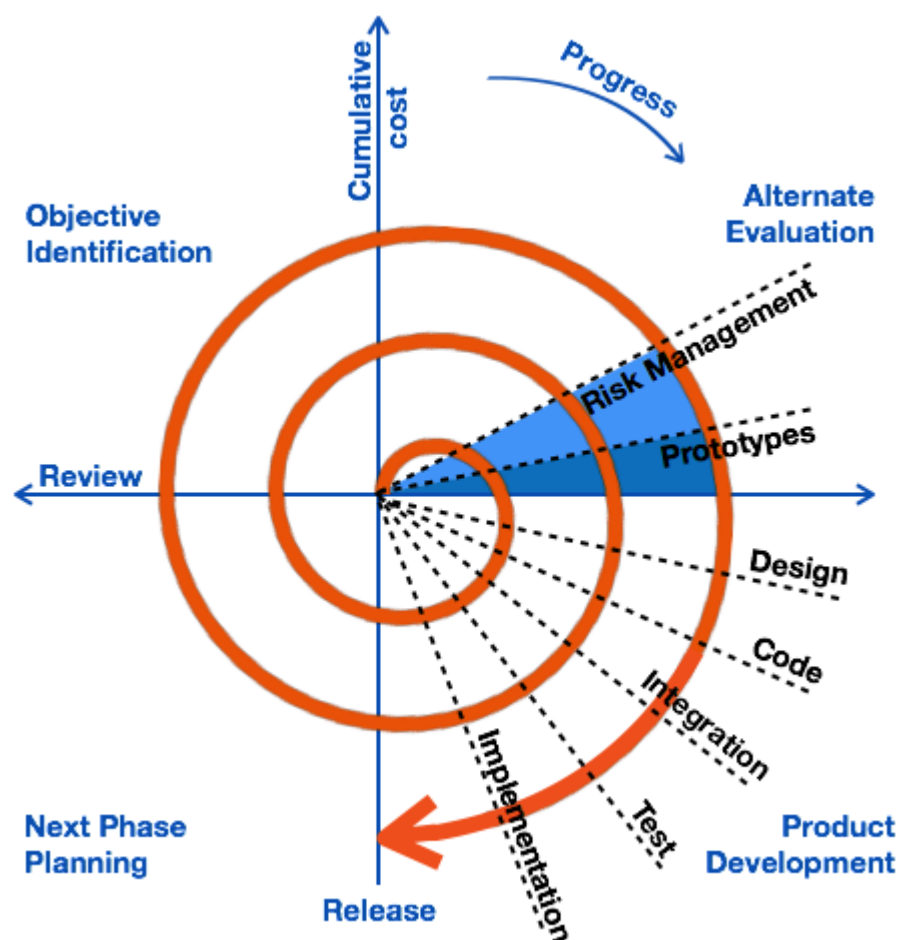 Cumulative
cost
Progress
Objective
Identification
Alternate
Evaluation
Risk Management
Prototypes
Review
Design
Code
Integration
Test
Implementation
Next Phase
Planning
Product
Development
Release